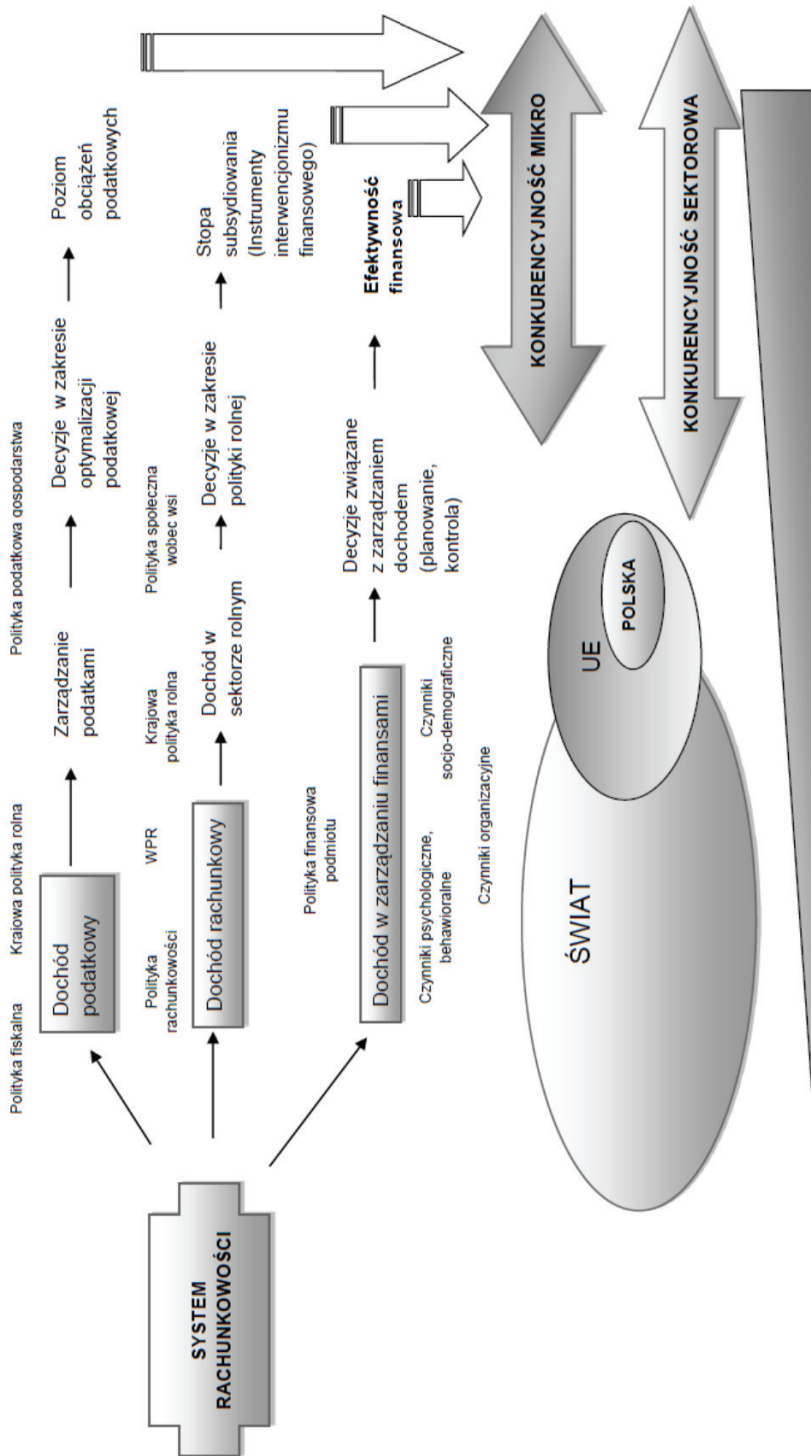 Polityka fiskalna
Krajowa polityka rolna
Polityka podatkowa gospodarstwa
Dochód
podatkowy
Zarządzanie
podatkami
Decyzje w zakresie
optymalizacji
podatkowej
Poziom
obciążeń
podatkowych
Polityka
rachunkowości
WPR
Krajowa
polityka rolna
Polityka społeczna
wobec wsi
SYSTEM
RACHUNKOWOŚCI
Dochód rachunkowy
Dochód w
sektorze rolnym
Decyzje w zakresie
polityki rolnej
Stopa
subsydiowania
(Instrumenty
interwencjonizmu
finansowego)
Polityka finansowa
podmiotu
Dochód w zarządzaniu finansami
Decyzje związane
z zarządzaniem
dochodem
(planowanie,
kontrola)
Efektywność
finansowa
Czynniki psychologiczne,
behawioralne
Czynniki
socjo-demograficzne
Czynniki organizacyjne
ŚWIAT
UE
POLSKA
KONKURENCYJNOŚĆ MIKRO
KONKURENCYJNOŚĆ SEKTOROWA